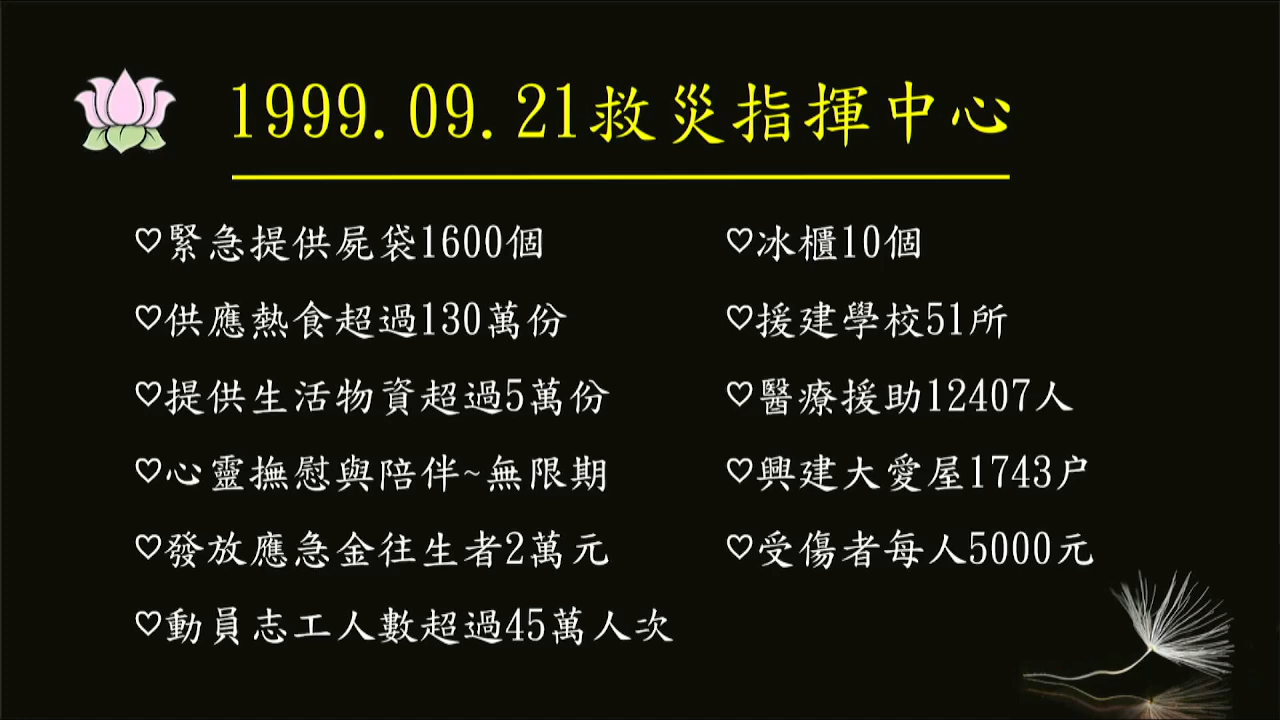 1999.09.21救災指揮中心
♡緊急提供屍袋1600個
♡供應熱食超過130萬份
♡提供生活物資超過5萬份
♡心靈撫慰與陪伴~無限期
♡發放應急金往生者2萬元
♡動員志工人數超過45萬人次
♡冰櫃10個
♡援建學校51所
♡醫療援助12407人
♡興建大愛屋1743户
♡受傷者每人5000元